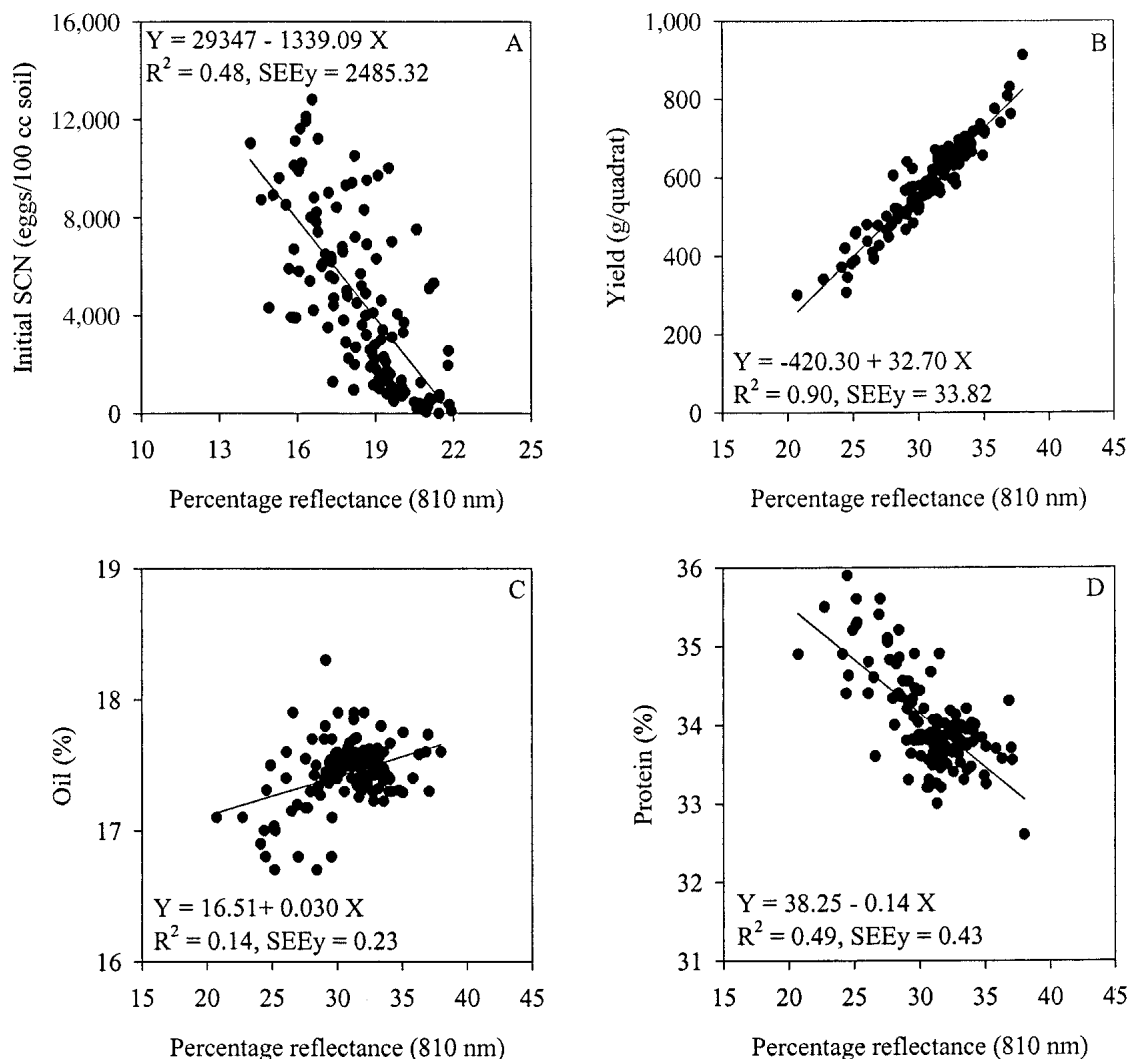 A
Y = 29347 - 1339.09 X
R² = 0.48, SEEy = 2485.32
Initial SCN (eggs/100 cc soil)
16,000
12,000
8,000
4,000
0
10
13
16
19
22
25
Percentage reflectance (810 nm)
B
Yield (g/quadrat)
1,000
800
600
400
200
0
Y = -420.30 + 32.70 X
R² = 0.90, SEEy = 33.82
15
20
25
30
35
40
45
Percentage reflectance (810 nm)
C
Oil (%)
19
18
17
16
Y = 16.51+ 0.030 X
R² = 0.14, SEEy = 0.23
15
20
25
30
35
40
45
Percentage reflectance (810 nm)
D
Protein (%)
36
35
34
33
32
31
Y = 38.25 - 0.14 X
R² = 0.49, SEEy = 0.43
15
20
25
30
35
40
45
Percentage reflectance (810 nm)